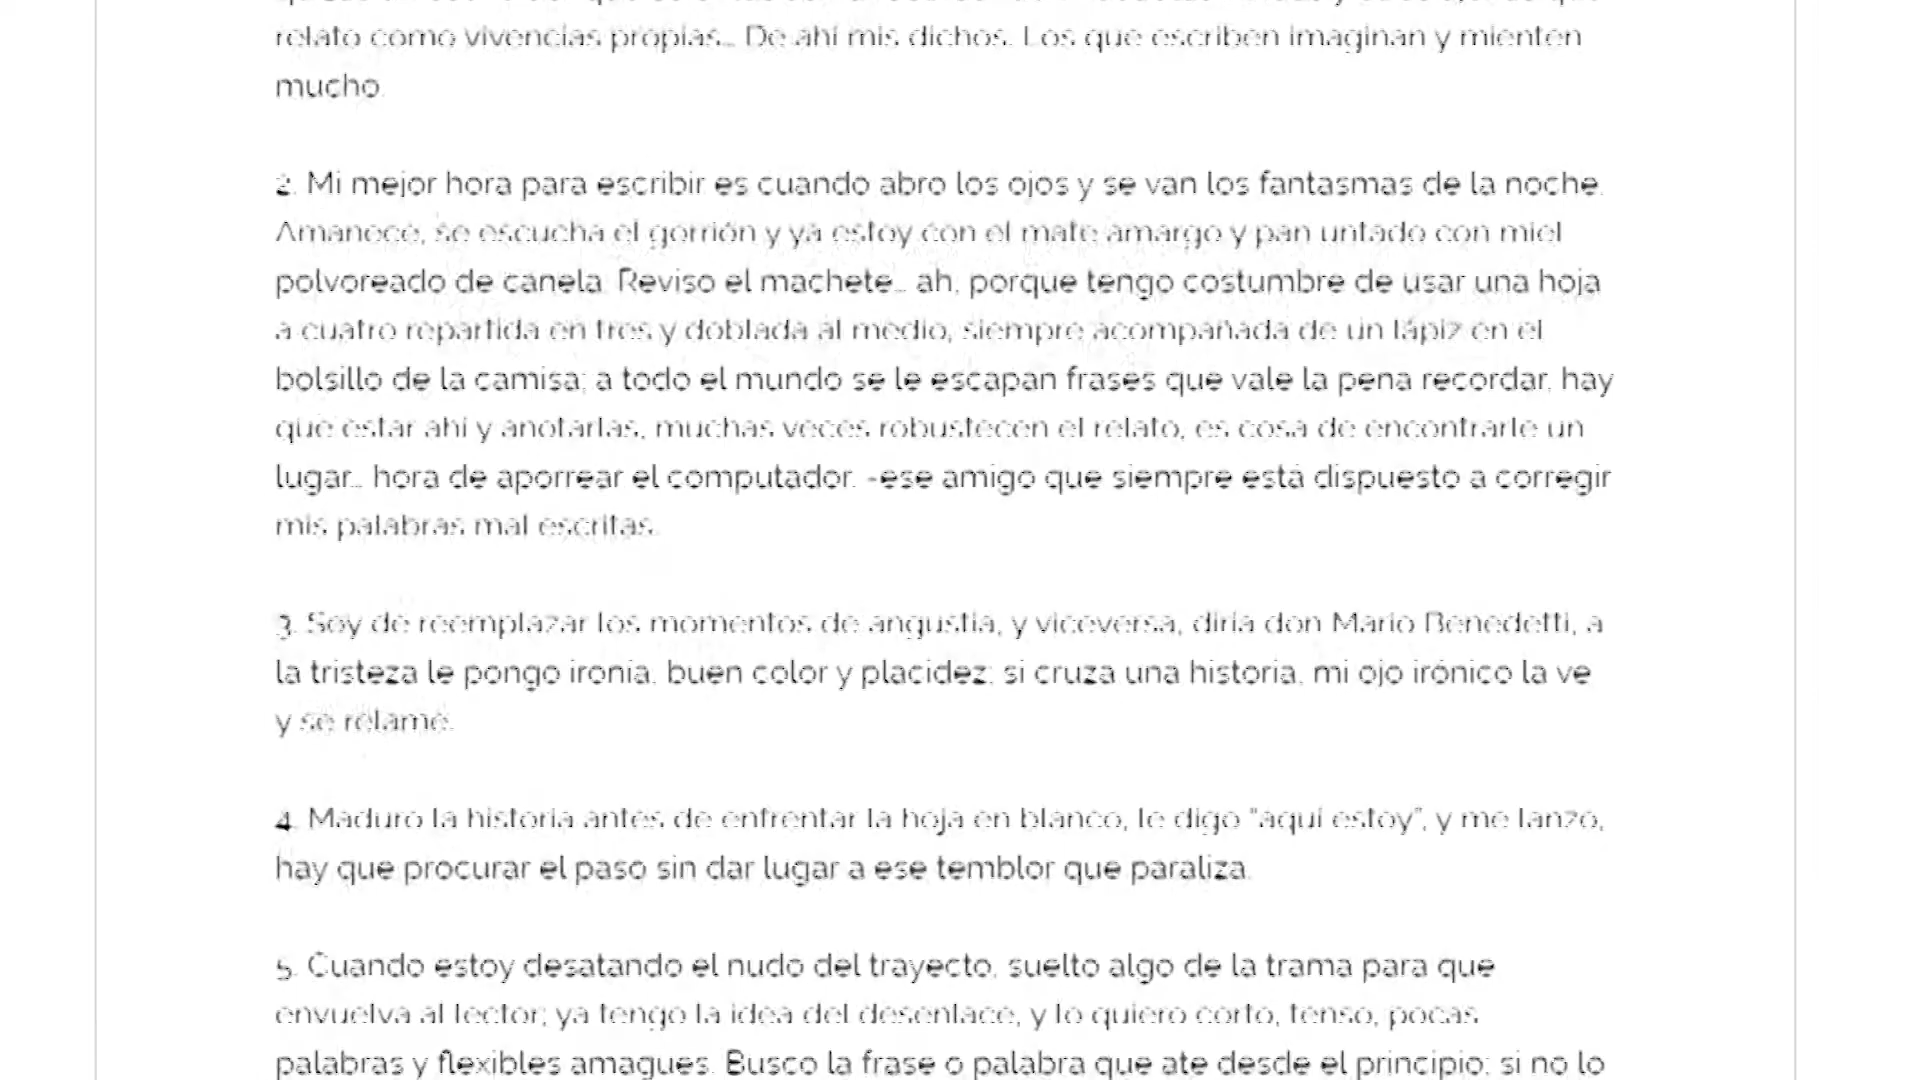 relato como vivencias propias… De ahí mis dichos. Los que escriben imaginan y mienten
mucho.
2. Mi mejor hora para escribir es cuando abro los ojos y se van los fantasmas de la noche.
Amanece, se escucha el gorrión y ya estoy con el mate amargo y pan untado con miel
polvoreado de canela. Reviso el machete… ah, porque tengo costumbre de usar una hoja
a cuatro repartida en tres y doblada al medio, siempre acompañada de un lápiz en el
bolsillo de la camisa; a todo el mundo se le escapan frases que vale la pena recordar, hay
que estar ahí y anotarlas, muchas veces robustecen el relato, es cosa de encontrarle un
lugar… hora de aporrear el computador. -ese amigo que siempre está dispuesto a corregir
mis palabras mal escritas.
3. Soy de reemplazar los momentos de angustia, y viceversa, diría don Mario Benedetti, a
la tristeza le pongo ironía, buen color y placidez; si cruza una historia, mi ojo irónico la ve
y se relame.
4. Maduro la historia antes de enfrentar la hoja en blanco, le digo "aquí estoy", y me lanzo,
hay que procurar el paso sin dar lugar a ese temblor que paraliza.
5. Cuando estoy desatando el nudo del trayecto, suelto algo de la trama para que
envuelva al lector; ya tengo la idea del desenlace, y lo quiero corto, tenso, pocas
palabras y flexibles amagues. Busco la frase o palabra que ate desde el principio; si no lo